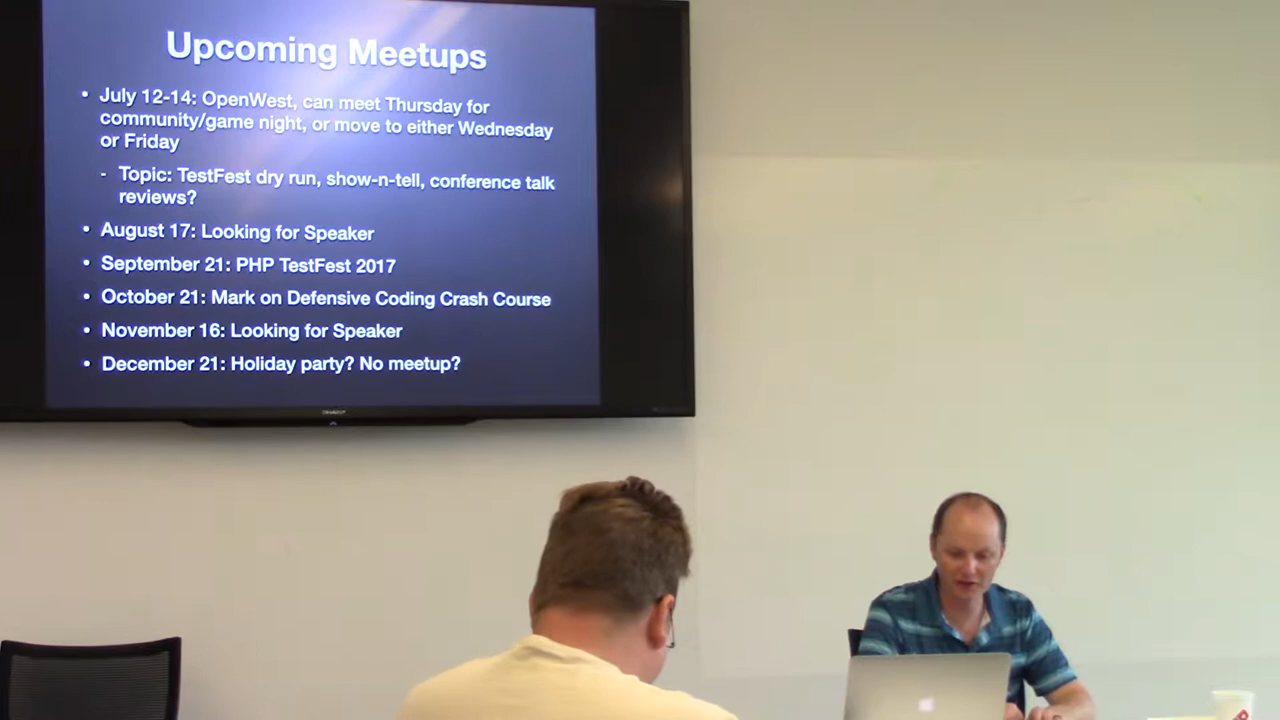 Upcoming Meetups
• July 12-14: OpenWest, can meet Thursday for
community/game night, or move to either Wednesday
or Friday
- Topic: TestFest dry run, show-n-tell, conference talk
reviews?
• August 17: Looking for Speaker
• September 21: PHP TestFest 2017
• October 21: Mark on Defensive Coding Crash Course
• November 16: Looking for Speaker
• December 21: Holiday party? No meetup?